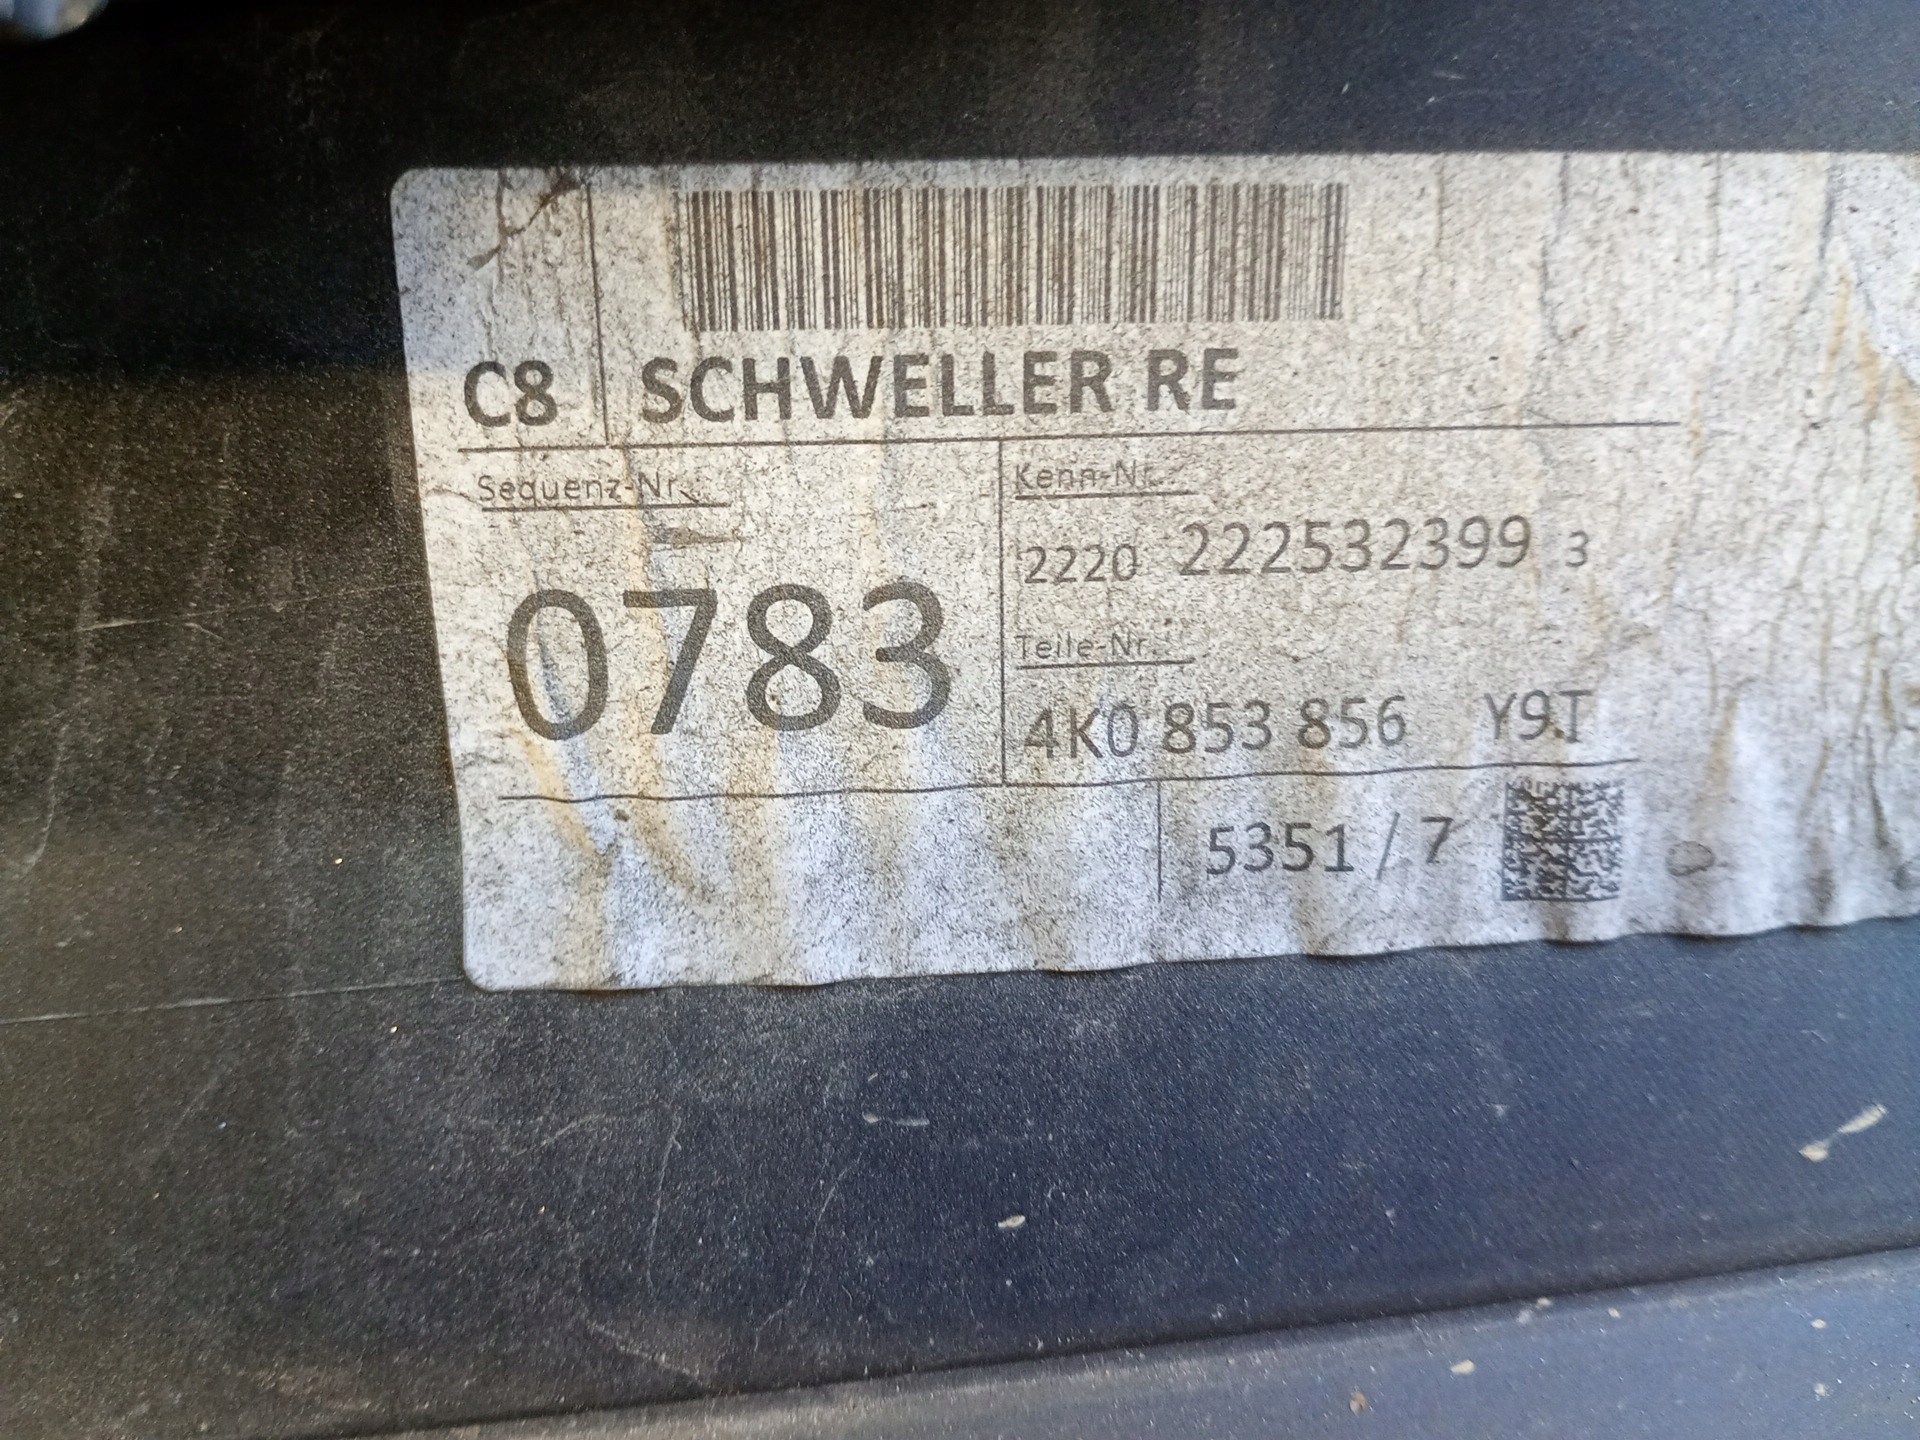 C8 SCHWELLER RE
Sequenz-Nr.:
0783
Kenn-Nr.:
2220 222532399 3
Teile-Nr.:
4K0 853 856 Y9T
5351 / 7